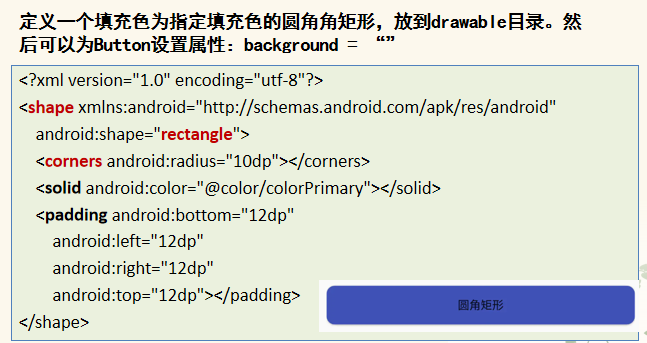 定义一个填充色为指定填充色的圆角角矩形，放到drawable目录。然
后可以为Button设置属性：background = “”
<?xml version="1.0" encoding="utf-8"?>
<shape xmlns:android="http://schemas.android.com/apk/res/android"
android:shape="rectangle">
<corners android:radius="10dp"></corners>
<solid android:color="@color/colorPrimary"></solid>
<padding android:bottom="12dp"
android:left="12dp"
android:right="12dp"
android:top="12dp"></padding>
</shape>
圆角矩形